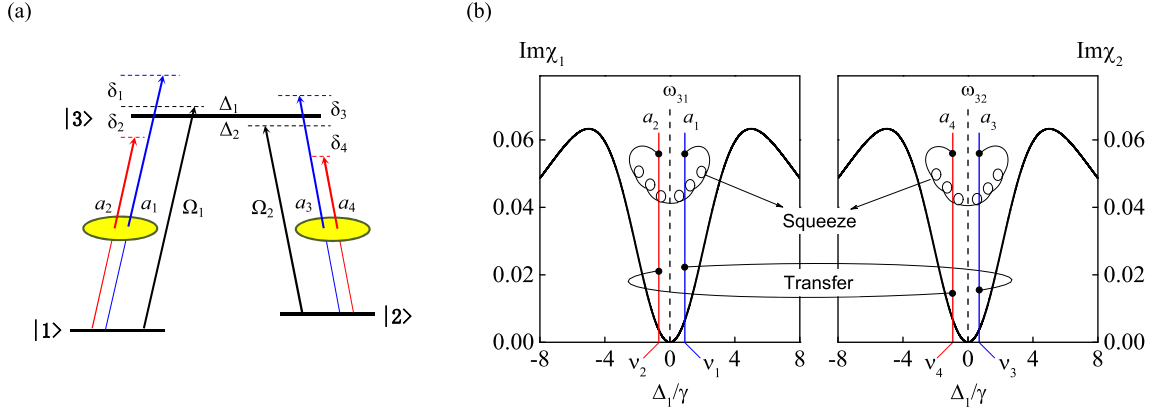 (a)
δ₁
δ₂
|3>
Δ₁
Δ₂
δ₃
δ₄
a₂
a₁
Ω₁
Ω₂
a₃
a₄
|1>
|2>
(b)
Imχ₁
Imχ₂
ω₃₁
ω₃₂
a₂
a₁
a₄
a₃
0.06
0.04
0.02
0.00
0.06
0.04
0.02
0.00
Squeeze
Transfer
-8
-4
0
4
8
-8
-4
0
4
8
ν₂
ν₁
ν₄
ν₃
Δ₁/γ
Δ₁/γ